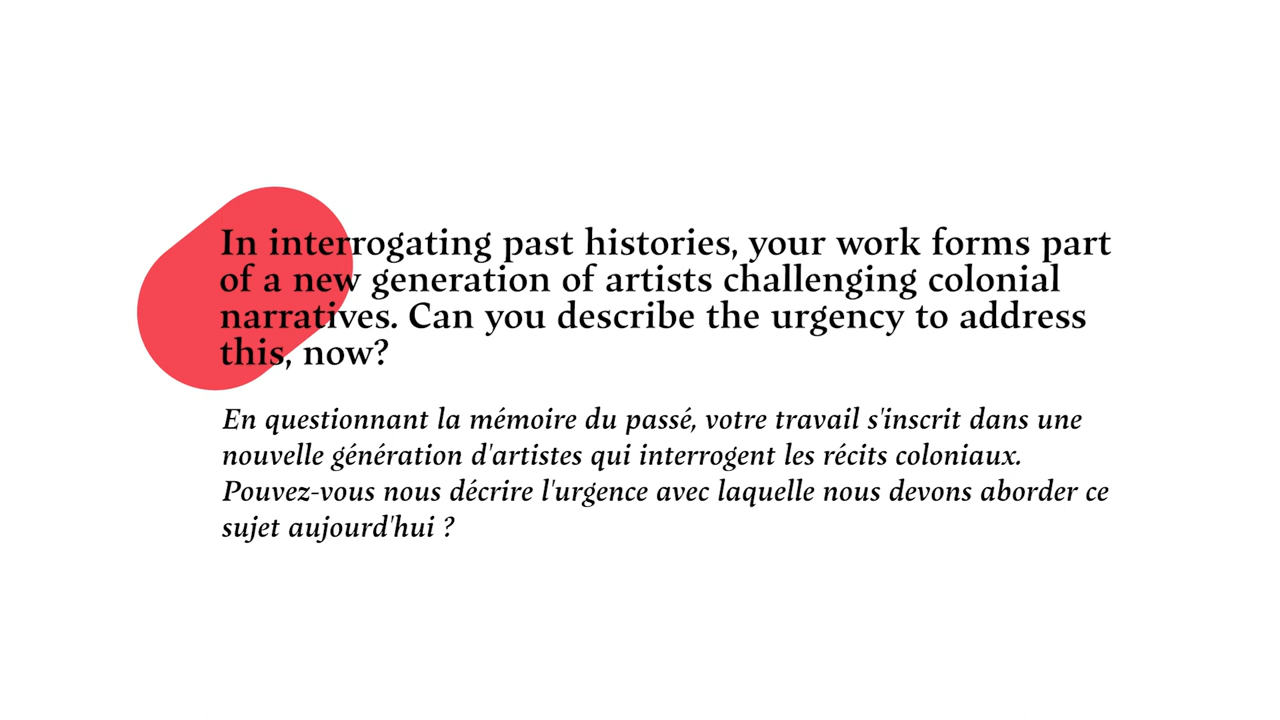 In interrogating past histories, your work forms part
of a new generation of artists challenging colonial
narratives. Can you describe the urgency to address
this, now?
En questionnant la mémoire du passé, votre travail s'inscrit dans une
nouvelle génération d'artistes qui interrogent les récits coloniaux.
Pouvez-vous nous décrire l'urgence avec laquelle nous devons aborder ce
sujet aujourd'hui ?